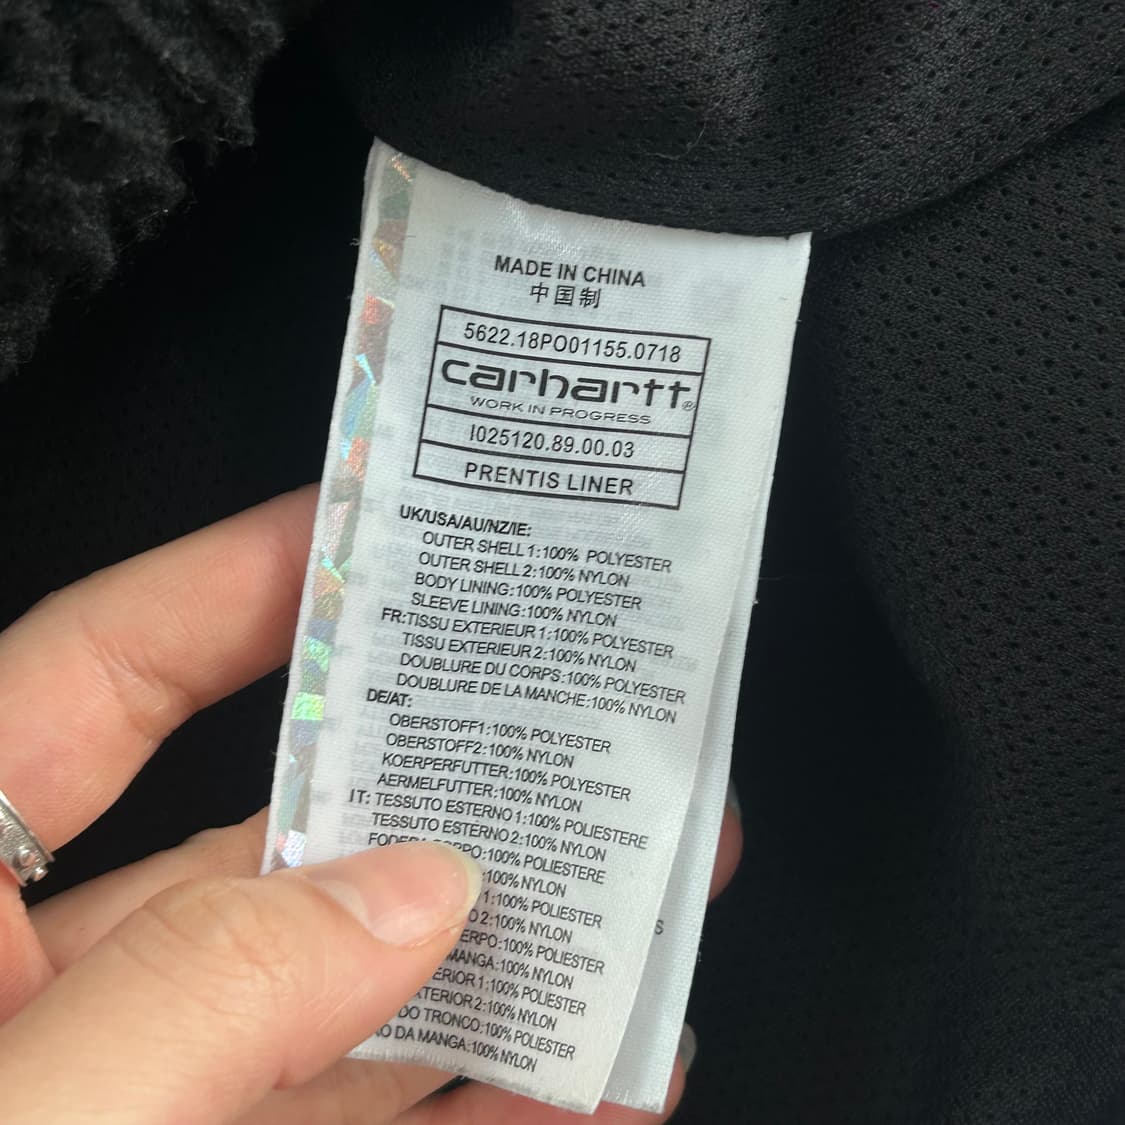 MADE IN CHINA
中国制
5622.18PO01155.0718
carhartt®
WORK IN PROGRESS
I025120.89.00.03
PRENTIS LINER
UK/USA/AU/NZ/IE:
OUTER SHELL 1:100% POLYESTER
OUTER SHELL 2:100% NYLON
BODY LINING:100% POLYESTER
SLEEVE LINING:100% NYLON
FR:TISSU EXTERIEUR 1:100% POLYESTER
TISSU EXTERIEUR 2:100% NYLON
DOUBLURE DU CORPS:100% POLYESTER
DOUBLURE DE LA MANCHE:100% NYLON
DE/AT:
OBERSTOFF1:100% POLYESTER
OBERSTOFF2:100% NYLON
KOERPERFUTTER:100% POLYESTER
AERMELFUTTER:100% NYLON
IT: TESSUTO ESTERNO 1:100% POLIESTERE
TESSUTO ESTERNO 2:100% NYLON
:100% POLIESTERE
:100% NYLON
1:100% POLIESTER
2:100% NYLON
:100% POLIESTER
MANGA:100% NYLON
1:100% POLIESTER
2:100% NYLON
DO TRONCO:100% POLIESTER
DA MANGA:100% NYLON